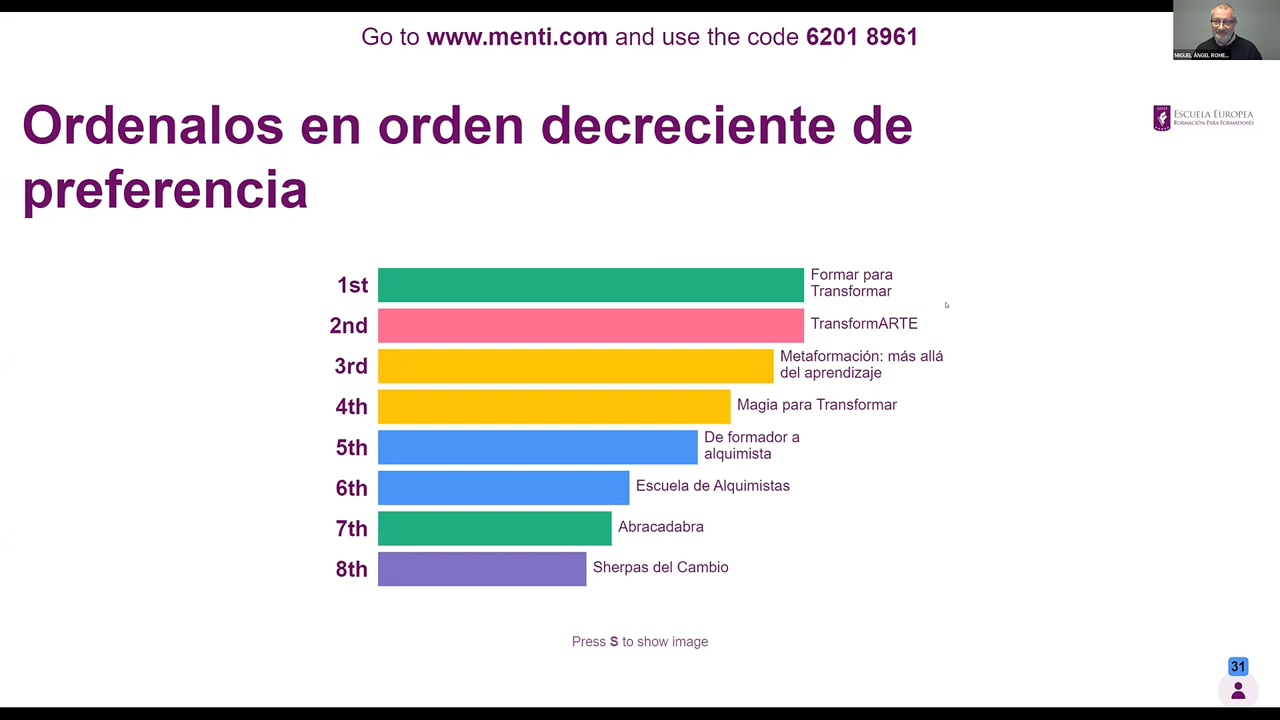 Go to www.menti.com and use the code 6201 8961
MIGUEL ÁNGEL ROME...
Ordenalos en orden decreciente de
preferencia
ESCUELA EUROPEA
FORMACIÓN PARA FORMADORES
1st
Formar para
Transformar
2nd
TransformARTE
3rd
Metaformación: más allá
del aprendizaje
4th
Magia para Transformar
5th
De formador a
alquimista
6th
Escuela de Alquimistas
7th
Abracadabra
8th
Sherpas del Cambio
Press S to show image
31